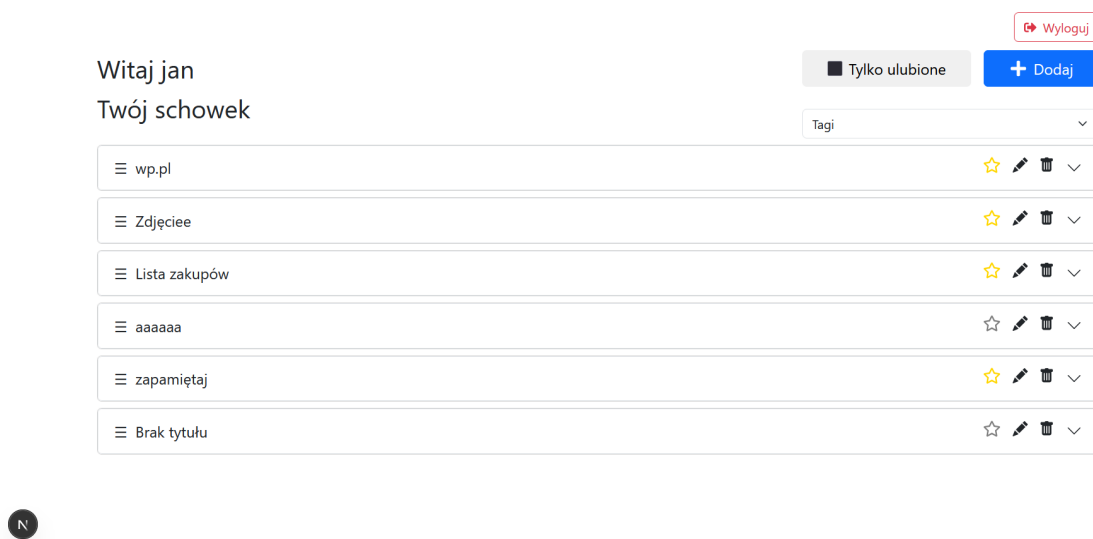 Wyloguj
Witaj jan
Tylko ulubione
Dodaj
Twój schowek
Tagi
wp.pl
Zdjęciee
Lista zakupów
aaaaaa
zapamiętaj
Brak tytułu
N